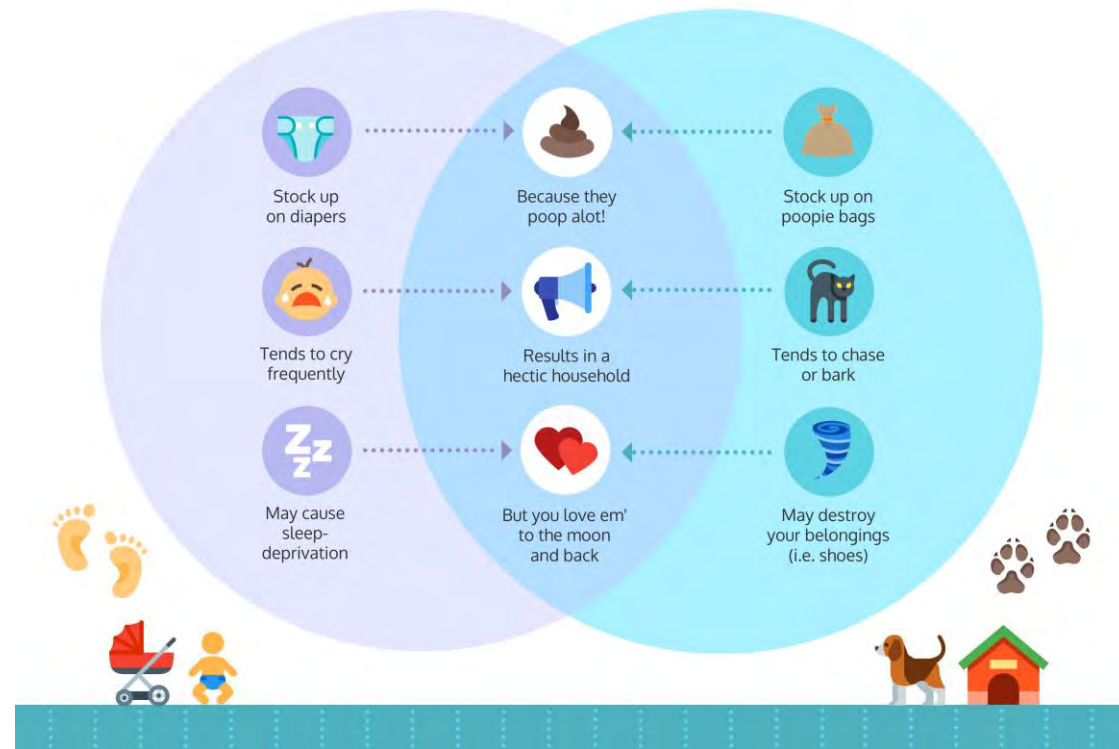 Stock up
on diapers
Because they
poop alot!
Stock up on
poopie bags
Tends to cry
frequently
Results in a
hectic household
Tends to chase
or bark
May cause
sleep-
deprivation
But you love em'
to the moon
and back
May destroy
your belongings
(i.e. shoes)